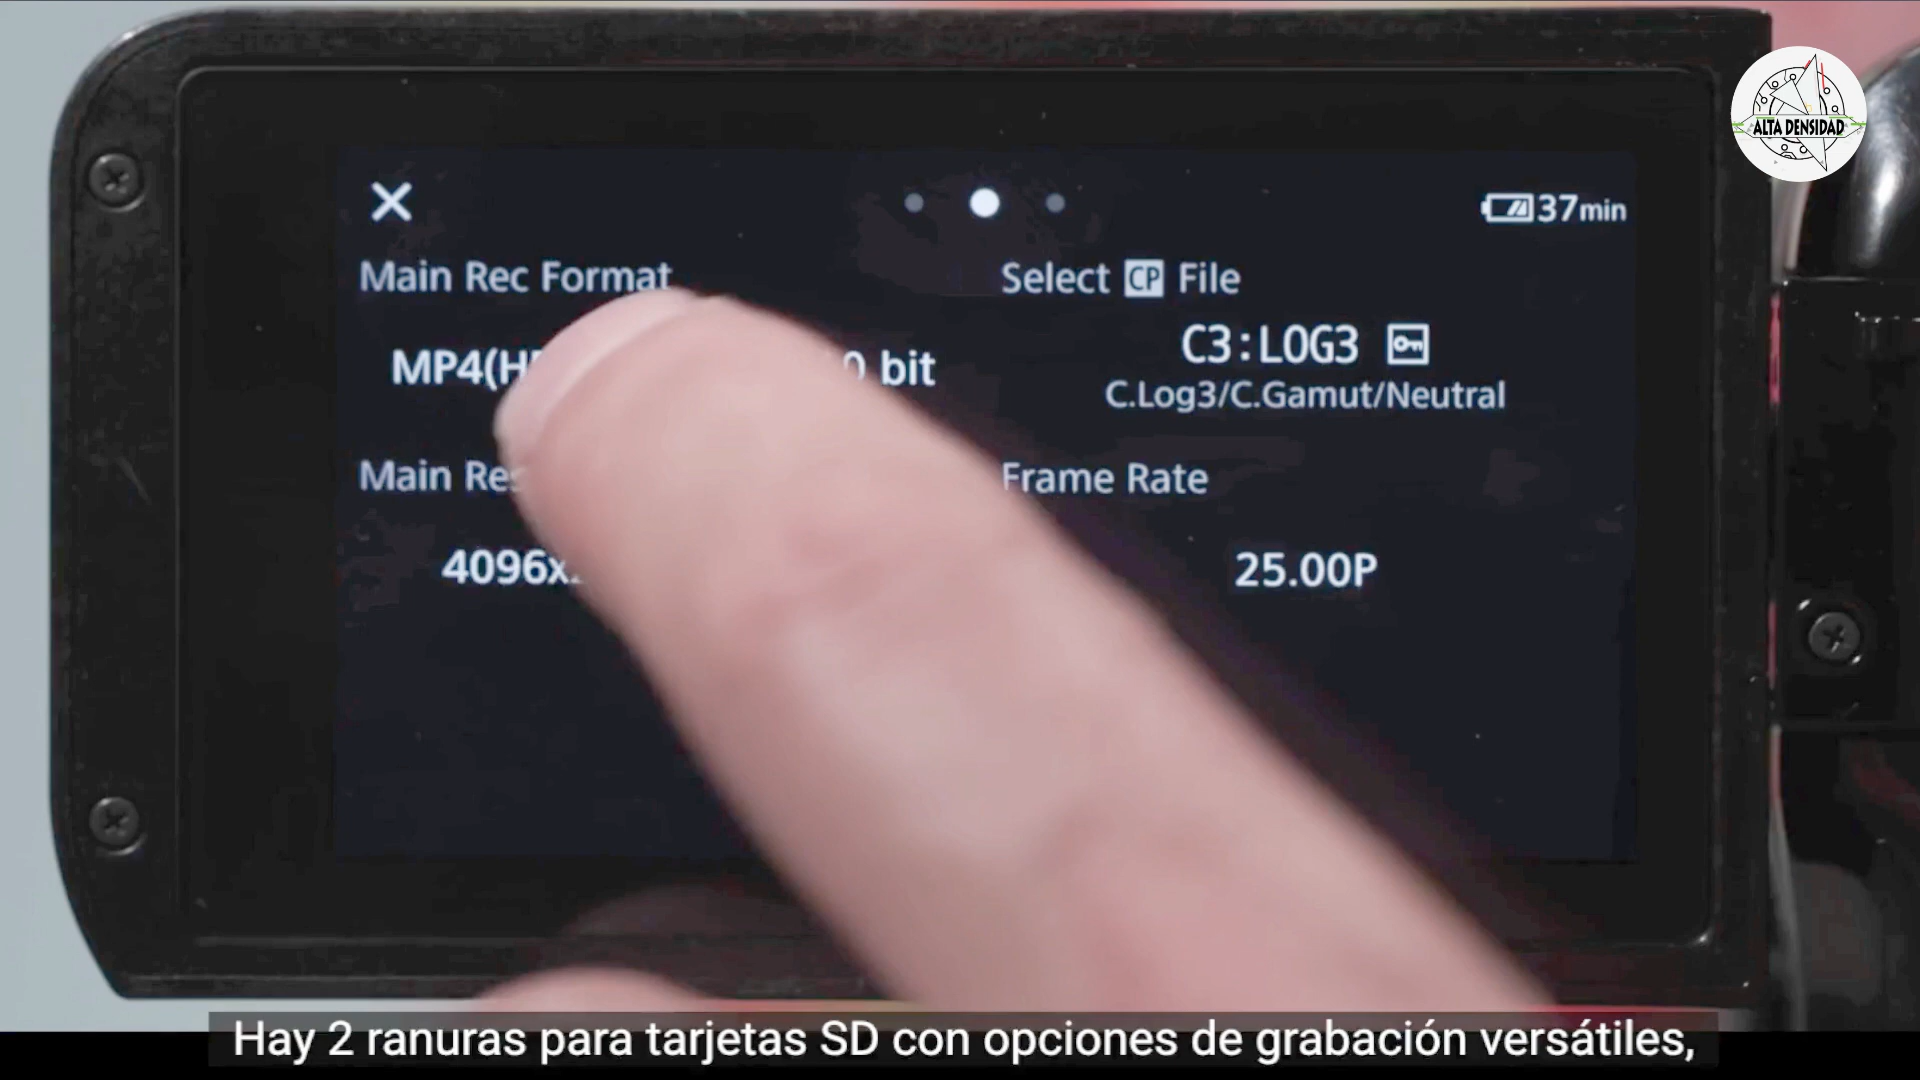 ALTA DENSIDAD
37min
Main Rec Format
Select CP File
MP4(H bit
C3:LOG3
C.Log3/C.Gamut/Neutral
Main Frame Rate
4096x 25.00P
Hay 2 ranuras para tarjetas SD con opciones de grabación versátiles,